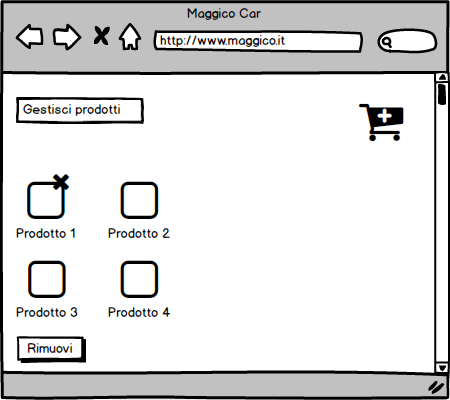 Maggico Car
http://www.maggico.it
Gestisci prodotti
Prodotto 1
Prodotto 2
Prodotto 3
Prodotto 4
Rimuovi